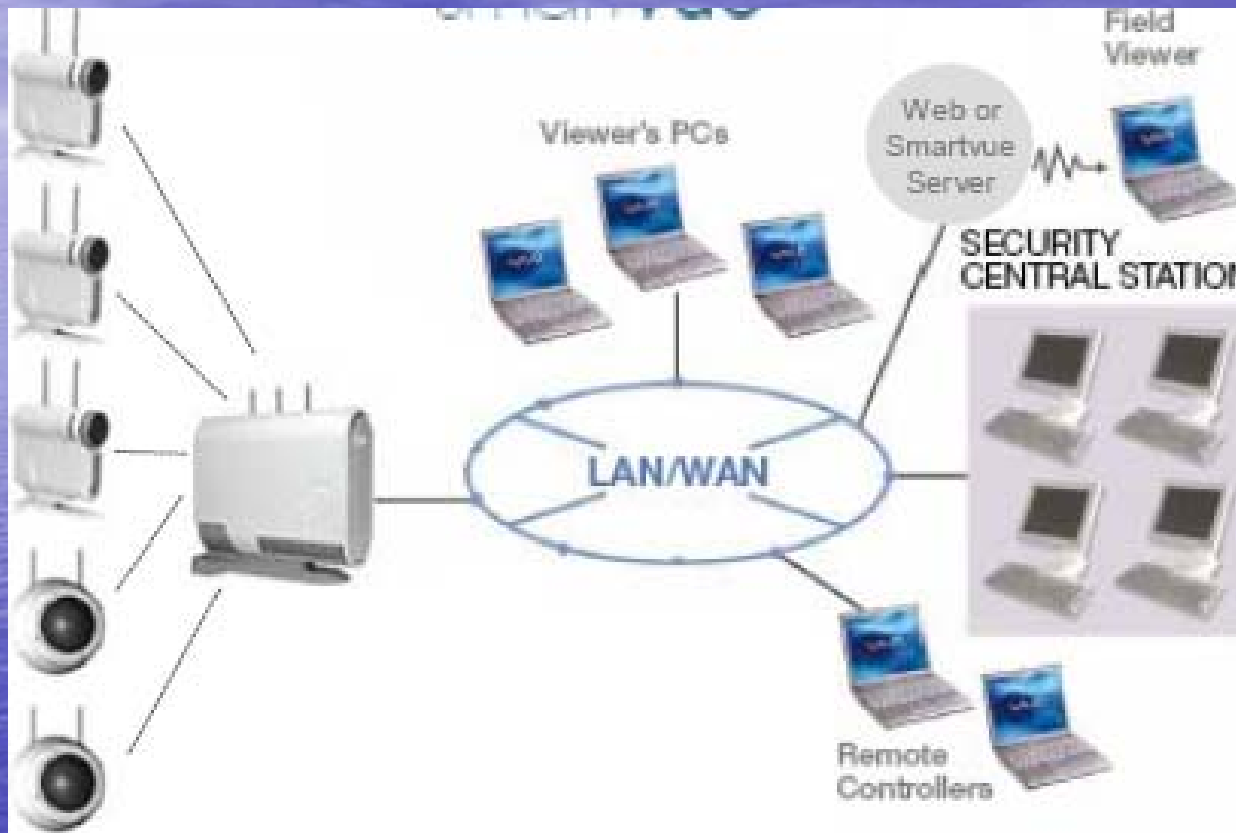 Field
Viewer
Web or
Smartvue
Server
Viewer's PCs
SECURITY
CENTRAL STATION
LAN/WAN
Remote
Controllers